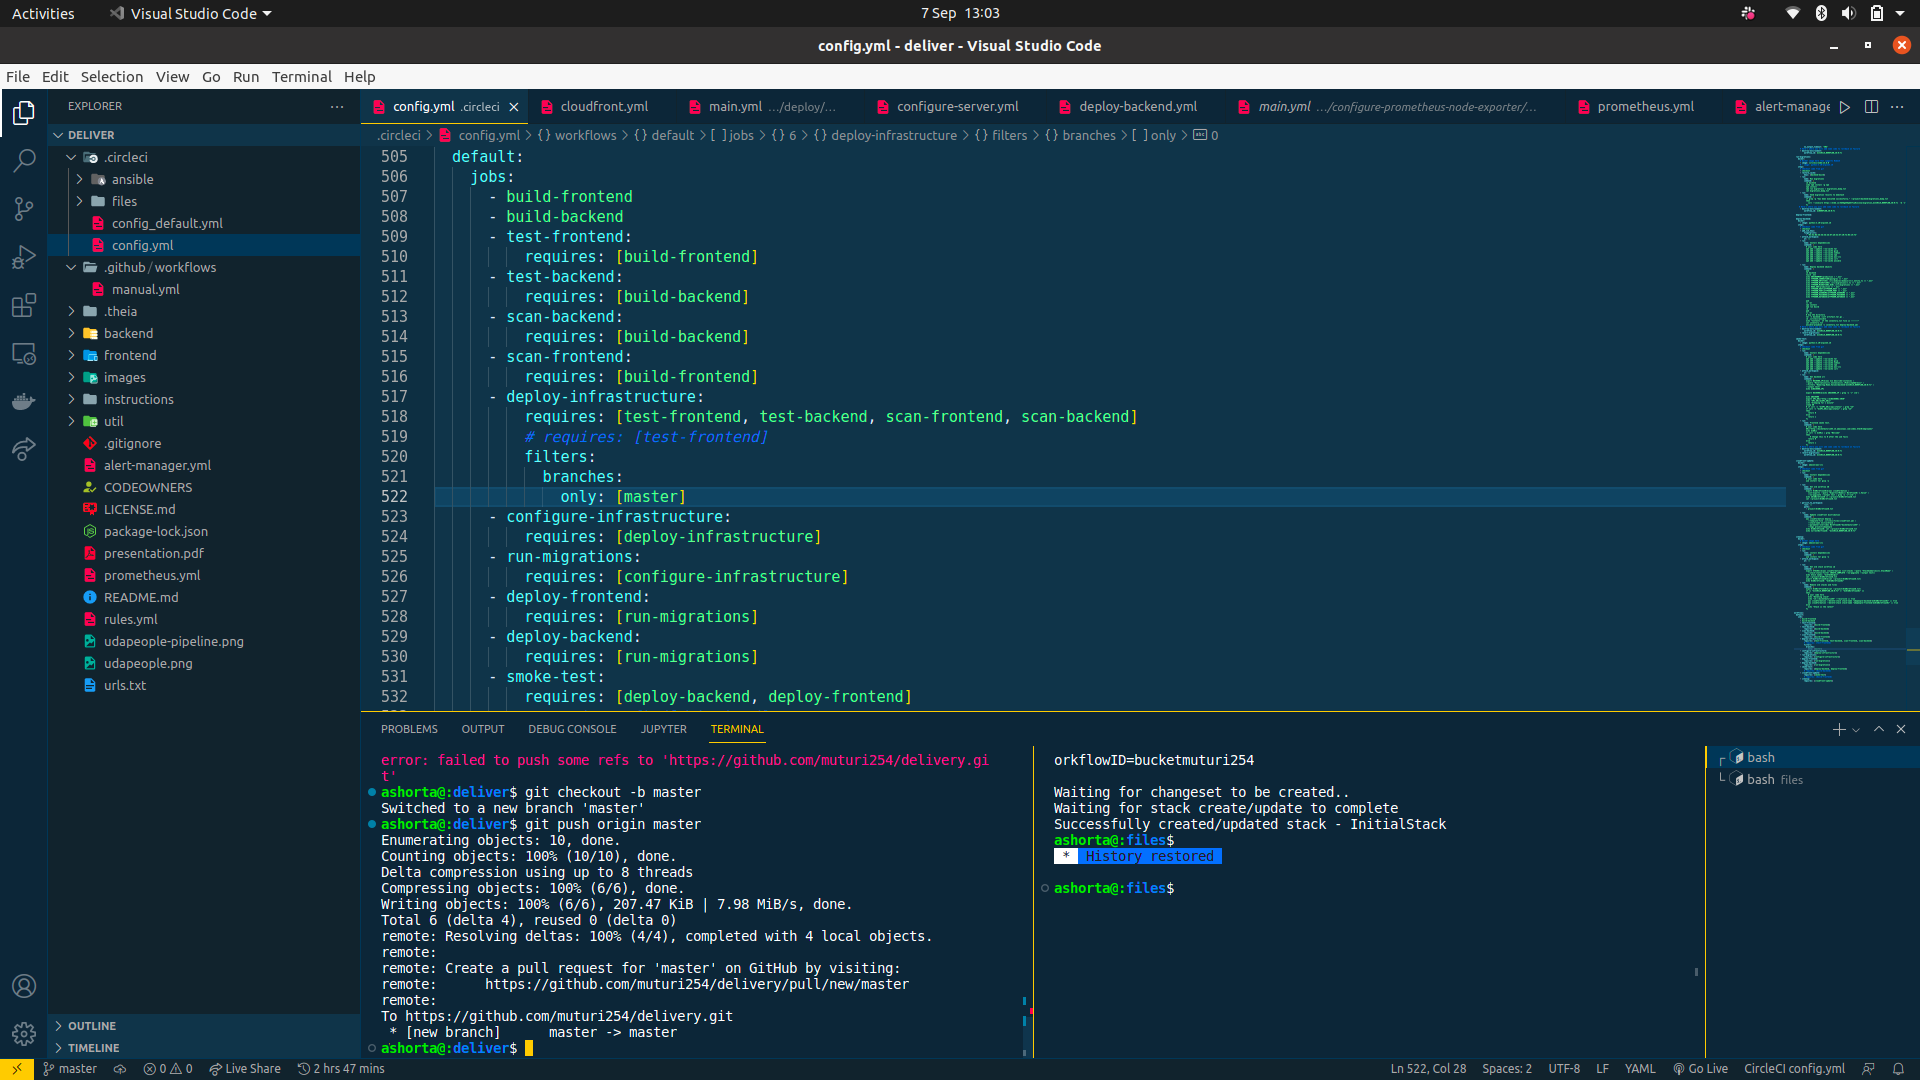 Activities
Visual Studio Code
7 Sep 13:03
config.yml - deliver - Visual Studio Code
File Edit Selection View Go Run Terminal Help
EXPLORER
DELIVER
.circleci
ansible
files
config_default.yml
config.yml
.github/workflows
manual.yml
.theia
backend
frontend
images
instructions
util
.gitignore
alert-manager.yml
CODEOWNERS
LICENSE.md
package-lock.json
presentation.pdf
prometheus.yml
README.md
rules.yml
udapeople-pipeline.png
udapeople.png
urls.txt
OUTLINE
TIMELINE
config.yml .circleci
cloudfront.yml
main.yml .../deploy/...
configure-server.yml
deploy-backend.yml
main.yml .../configure-prometheus-node-exporter/...
prometheus.yml
alert-manage
.circleci > config.yml > {} workflows > {} default > [ ] jobs > {} 6 > {} deploy-infrastructure > {} filters > {} branches > [ ] only > abc 0
505 default:
506 jobs:
507 - build-frontend
508 - build-backend
509 - test-frontend:
510 requires: [build-frontend]
511 - test-backend:
512 requires: [build-backend]
513 - scan-backend:
514 requires: [build-backend]
515 - scan-frontend:
516 requires: [build-frontend]
517 - deploy-infrastructure:
518 requires: [test-frontend, test-backend, scan-frontend, scan-backend]
519 # requires: [test-frontend]
520 filters:
521 branches:
522 only: [master]
523 - configure-infrastructure:
524 requires: [deploy-infrastructure]
525 - run-migrations:
526 requires: [configure-infrastructure]
527 - deploy-frontend:
528 requires: [run-migrations]
529 - deploy-backend:
530 requires: [run-migrations]
531 - smoke-test:
532 requires: [deploy-backend, deploy-frontend]
PROBLEMS OUTPUT DEBUG CONSOLE JUPYTER TERMINAL
error: failed to push some refs to 'https://github.com/muturi254/delivery.gi
t'
ashorta@:deliver$ git checkout -b master
Switched to a new branch 'master'
ashorta@:deliver$ git push origin master
Enumerating objects: 10, done.
Counting objects: 100% (10/10), done.
Delta compression using up to 8 threads
Compressing objects: 100% (6/6), done.
Writing objects: 100% (6/6), 207.47 KiB | 7.98 MiB/s, done.
Total 6 (delta 4), reused 0 (delta 0)
remote: Resolving deltas: 100% (4/4), completed with 4 local objects.
remote:
remote: Create a pull request for 'master' on GitHub by visiting:
remote: https://github.com/muturi254/delivery/pull/new/master
remote:
To https://github.com/muturi254/delivery.git
* [new branch] master -> master
ashorta@:deliver$
orkflowID=bucketmuturi254
Waiting for changeset to be created..
Waiting for stack create/update to complete
Successfully created/updated stack - InitialStack
ashorta@:files$
* History restored
ashorta@:files$
bash
bash files
master
0 0
Live Share
2 hrs 47 mins
Ln 522, Col 28
Spaces: 2
UTF-8
LF
YAML
Go Live
CircleCI config.yml